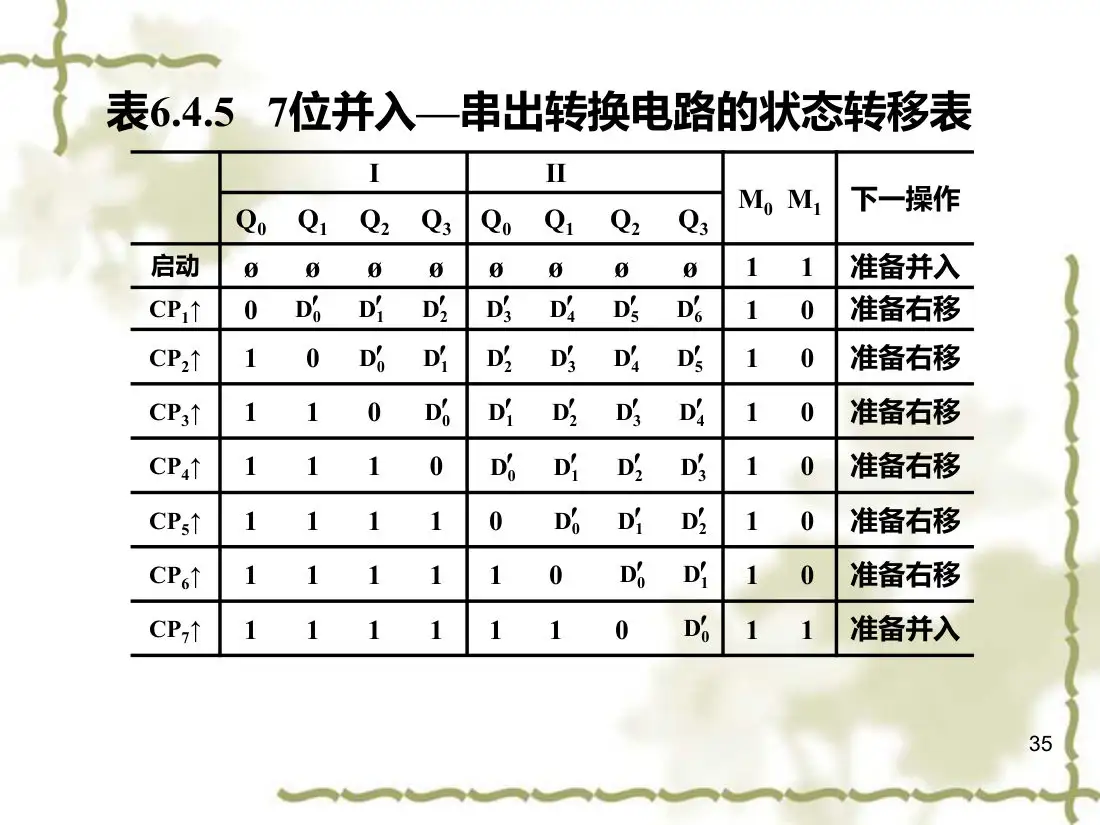 表6.4.5 7位并入—串出转换电路的状态转移表
I II M₀ M₁ 下一操作
Q₀ Q₁ Q₂ Q₃ Q₀ Q₁ Q₂ Q₃
启动 ø ø ø ø ø ø ø ø 1 1 准备并入
CP₁↑ 0 D′₀ D′₁ D′₂ D′₃ D′₄ D′₅ D′₆ 1 0 准备右移
CP₂↑ 1 0 D′₀ D′₁ D′₂ D′₃ D′₄ D′₅ 1 0 准备右移
CP₃↑ 1 1 0 D′₀ D′₁ D′₂ D′₃ D′₄ 1 0 准备右移
CP₄↑ 1 1 1 0 D′₀ D′₁ D′₂ D′₃ 1 0 准备右移
CP₅↑ 1 1 1 1 0 D′₀ D′₁ D′₂ 1 0 准备右移
CP₆↑ 1 1 1 1 1 0 D′₀ D′₁ 1 0 准备右移
CP₇↑ 1 1 1 1 1 1 0 D′₀ 1 1 准备并入
35